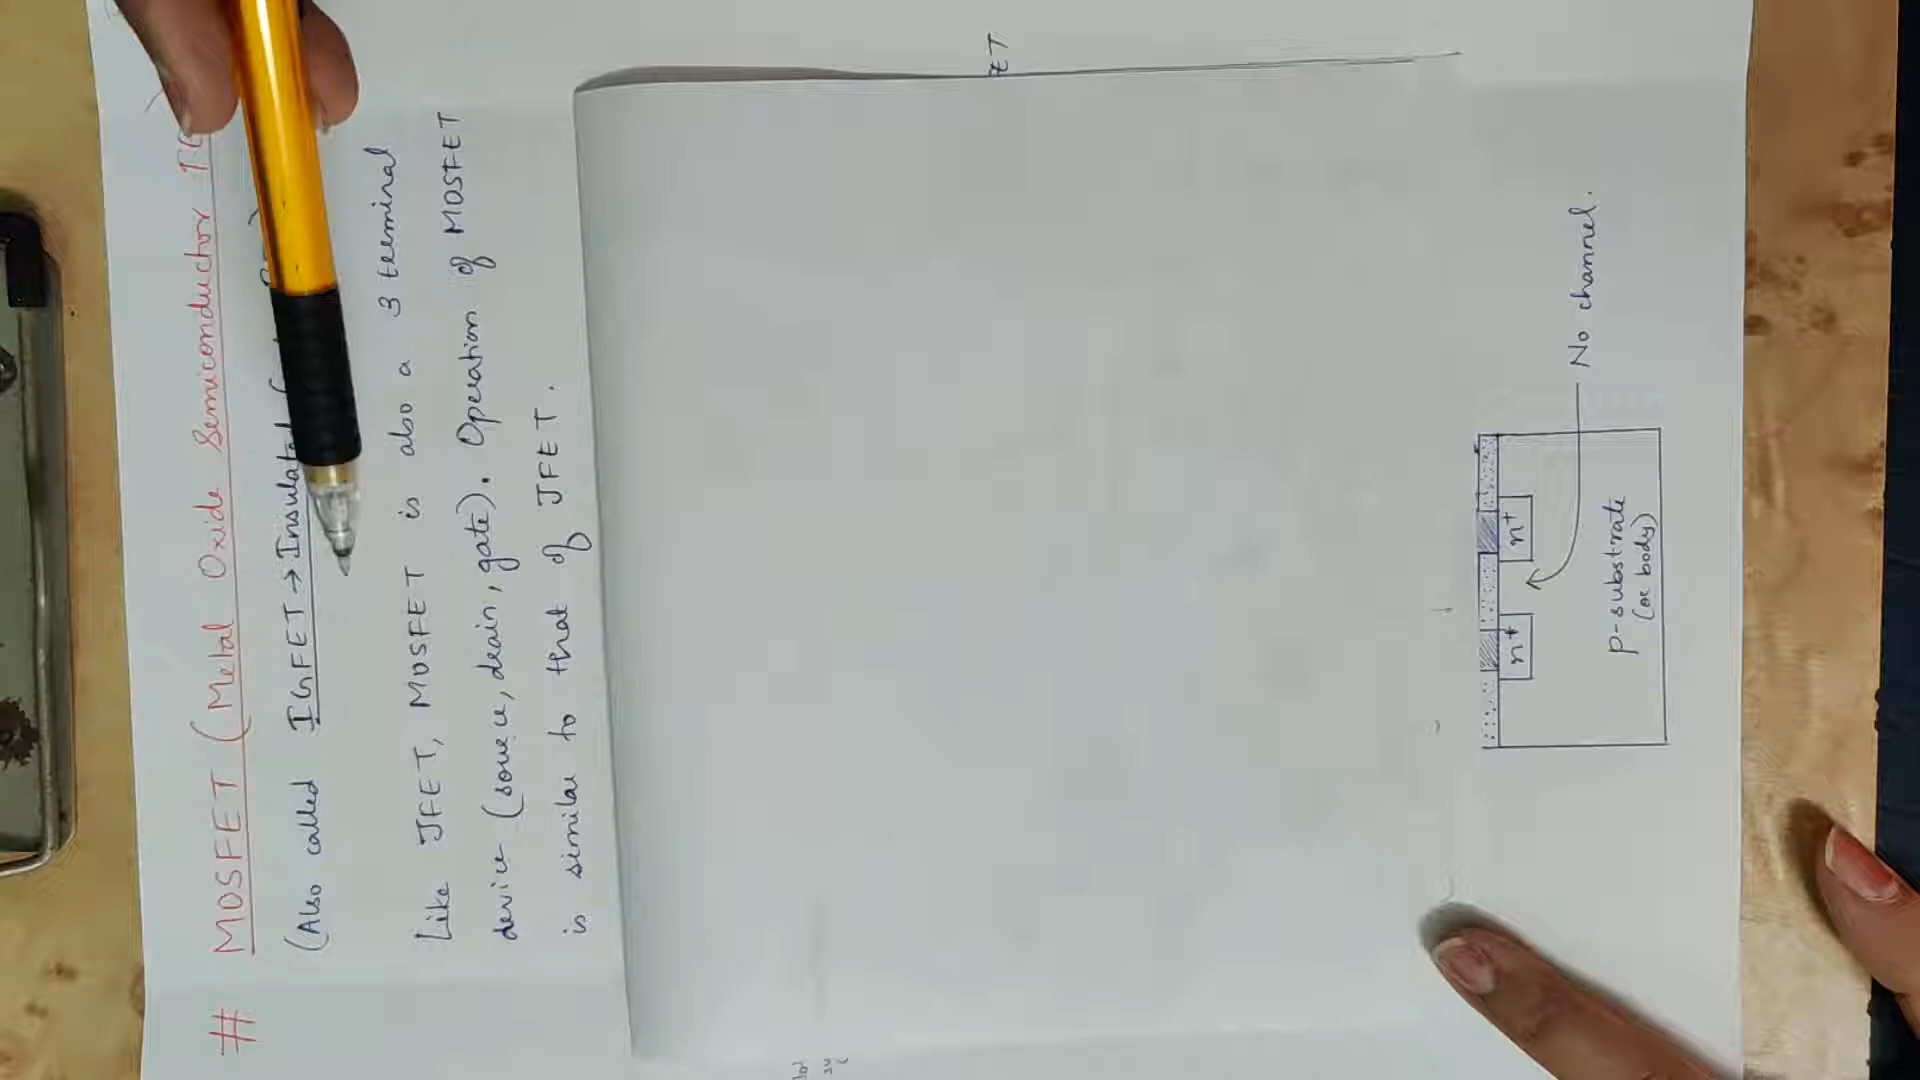 # MOSFET (Metal Oxide Semiconductor
(Also called IGFET → Insulated
Like JFET, MOSFET is also a 3 terminal
device (source, drain, gate). Operation of MOSFET
is similar to that of JFET.
ET
n+ n+
No channel.
p-substrate
(or body)